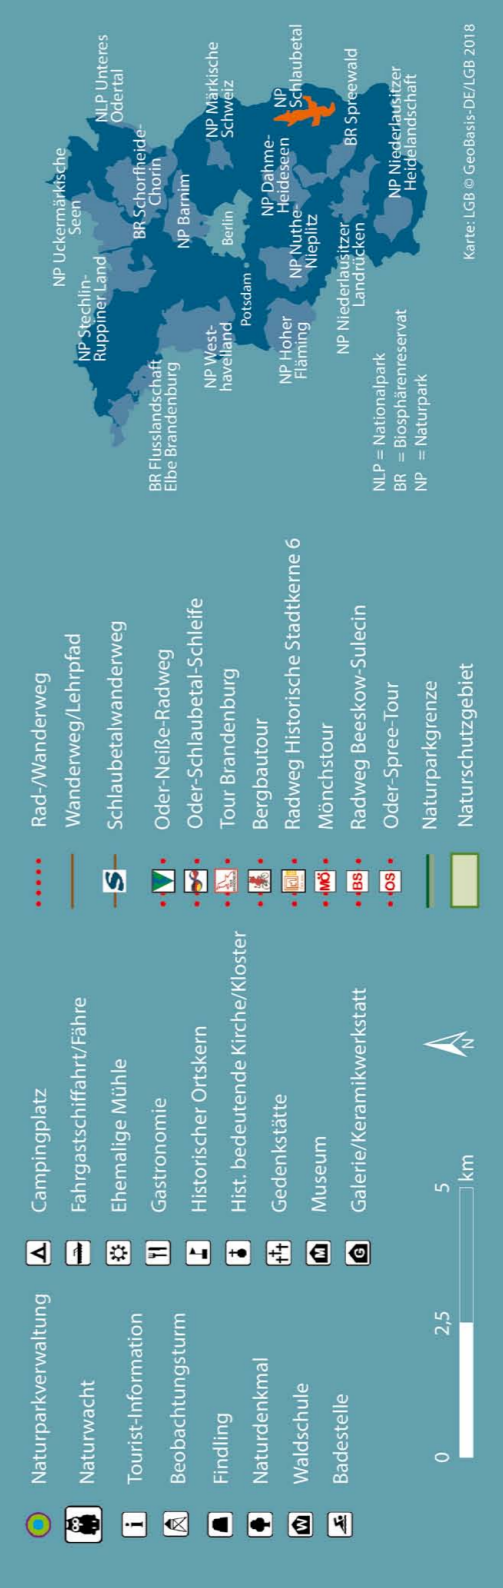 Naturparkverwaltung
Naturwacht
i Tourist-Information
Beobachtungsturm
Findling
Naturdenkmal
W Waldschule
Badestelle
Campingplatz
Fahrgastschiffahrt/Fähre
Ehemalige Mühle
Gastronomie
Historischer Ortskern
Hist. bedeutende Kirche/Kloster
Gedenkstätte
M Museum
G Galerie/Keramikwerkstatt
0 2,5 5 km
N
Rad-/Wanderweg
Wanderweg/Lehrpfad
S Schlaubetalwanderweg
Oder-Neiße-Radweg
Oder-Schlaubetal-Schleife
Tour Brandenburg
Bergbautour
Radweg Historische Stadtkerne 6
MÖ Mönchstour
BS Radweg Beeskow-Sulecin
OS Oder-Spree-Tour
Naturparkgrenze
Naturschutzgebiet
NP Uckermärkische
Seen
NLP Unteres
Odertal
NP Stechlin-
Ruppiner Land
BR Schorfheide-
Chorin
BR Flusslandschaft
Elbe Brandenburg
NP Barnim
NP Märkische
Schweiz
NP West-
havelland
Berlin
Potsdam
NP Dahme-
Heideseen
NP
Schlaubetal
NP Hoher
Fläming
NP Nuthe-
Nieplitz
BR Spreewald
NP Niederlausitzer
Landrücken
NP Niederlausitzer
Heidelandschaft
NLP = Nationalpark
BR = Biosphärenreservat
NP = Naturpark
Karte: LGB © GeoBasis-DE/LGB 2018